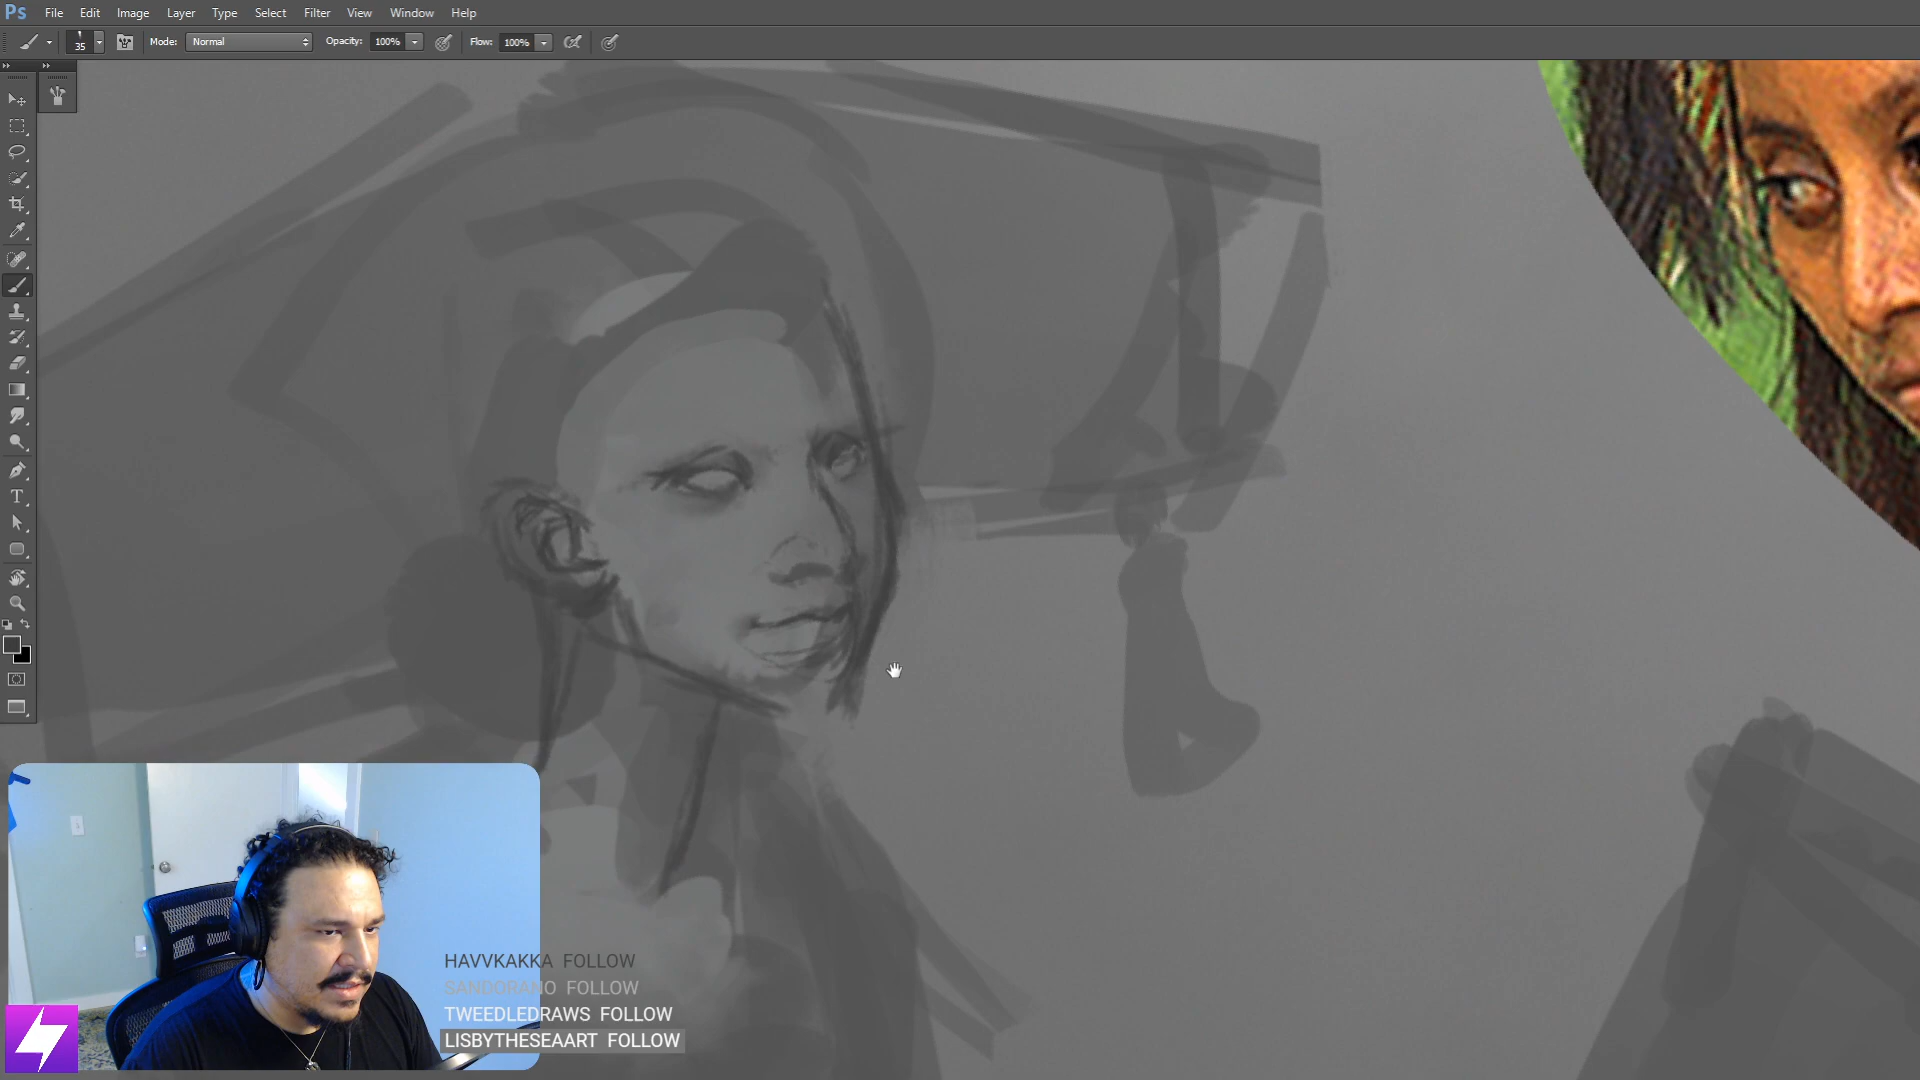 Ps File Edit Image Layer Type Select Filter View Window Help
35 Mode: Normal Opacity: 100% Flow: 100%
T
HAVVKAKKA FOLLOW
SANDORANO FOLLOW
TWEEDLEDRAWS FOLLOW
LISBYTHESEAART FOLLOW